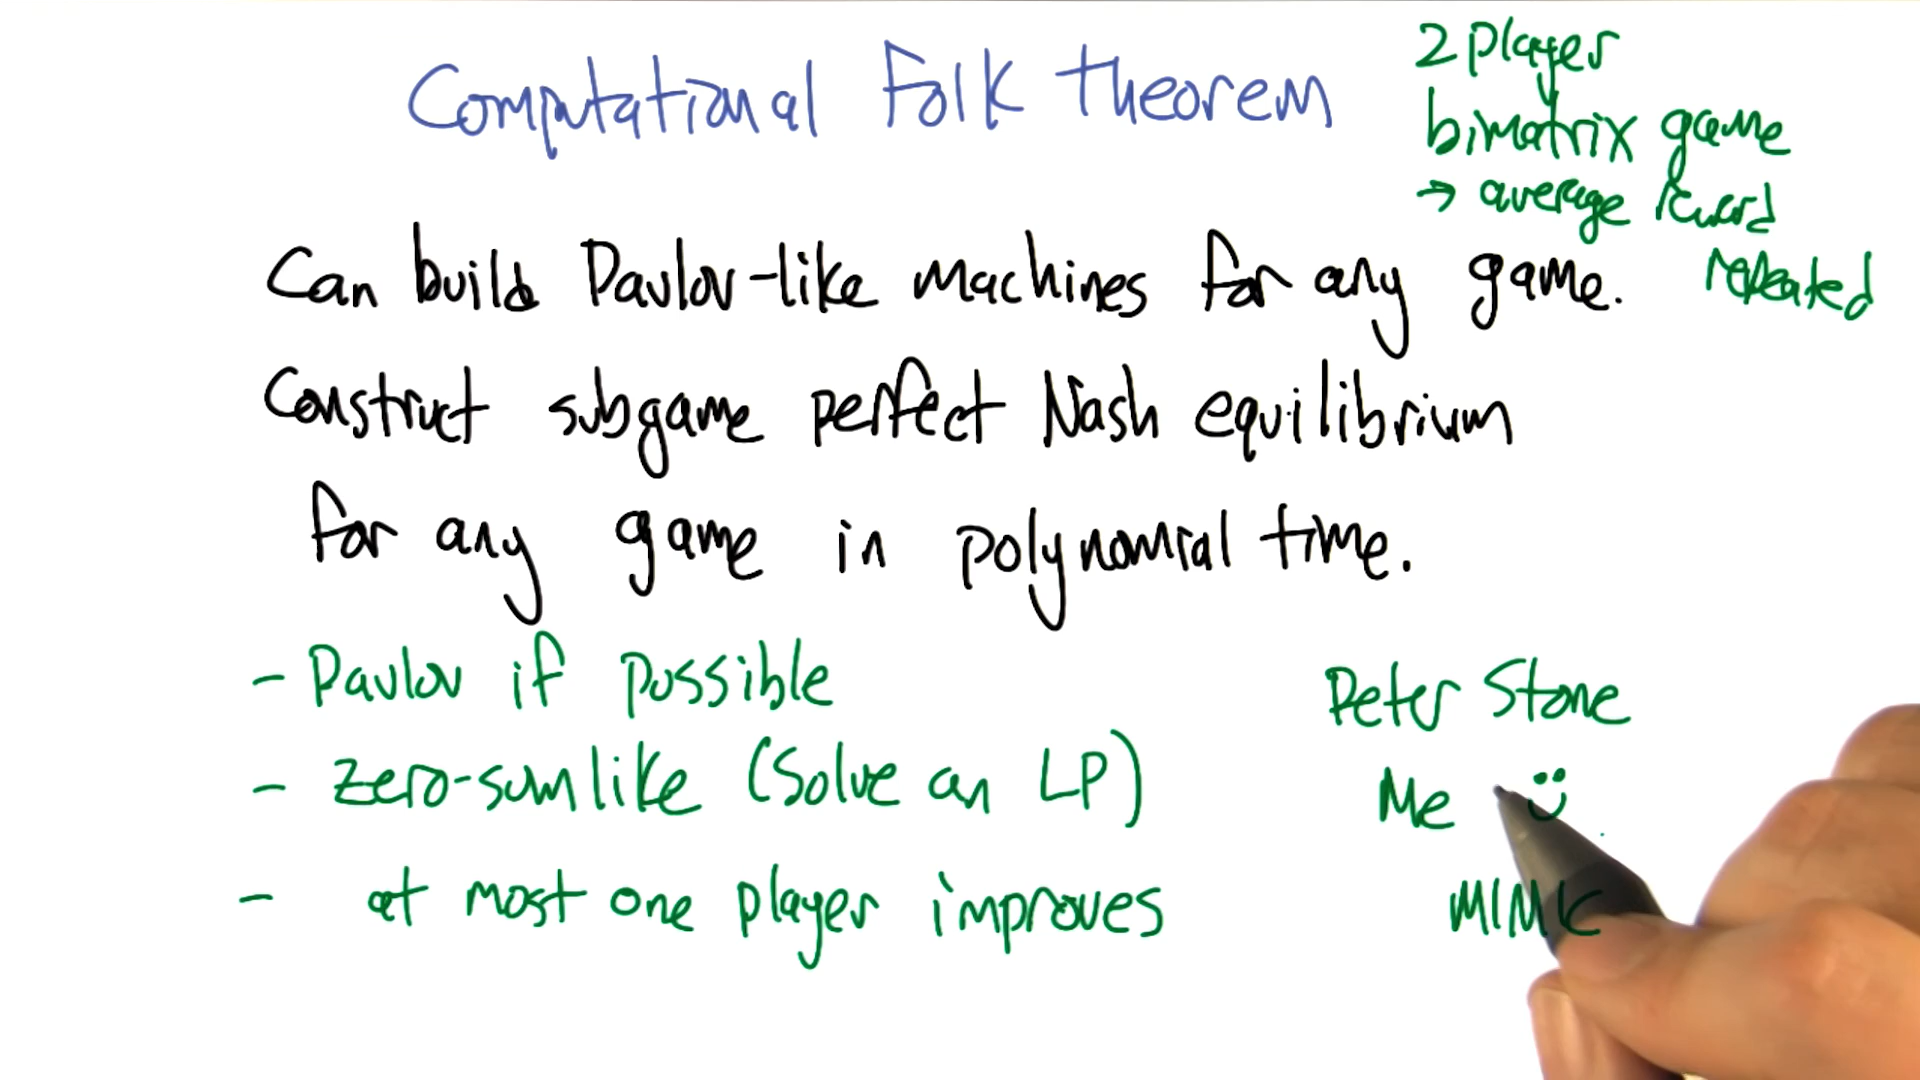 Computational Folk Theorem
2 player
bimatrix game
→ average reward
repeated
Can build Pavlov-like machines for any game.
Construct subgame perfect Nash equilibrium
for any game in polynomial time.
- Pavlov if possible
- zero-sum like (Solve an LP)
- at most one player improves
Peter Stone
Me